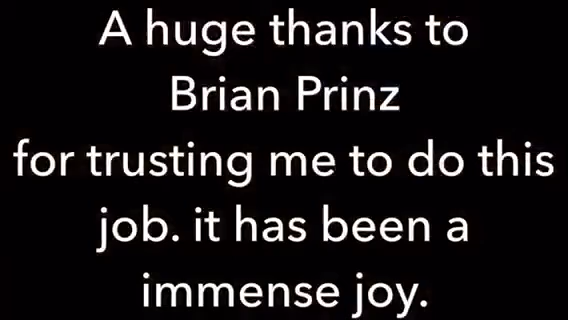 A huge thanks to
Brian Prinz
for trusting me to do this
job. it has been a
immense joy.